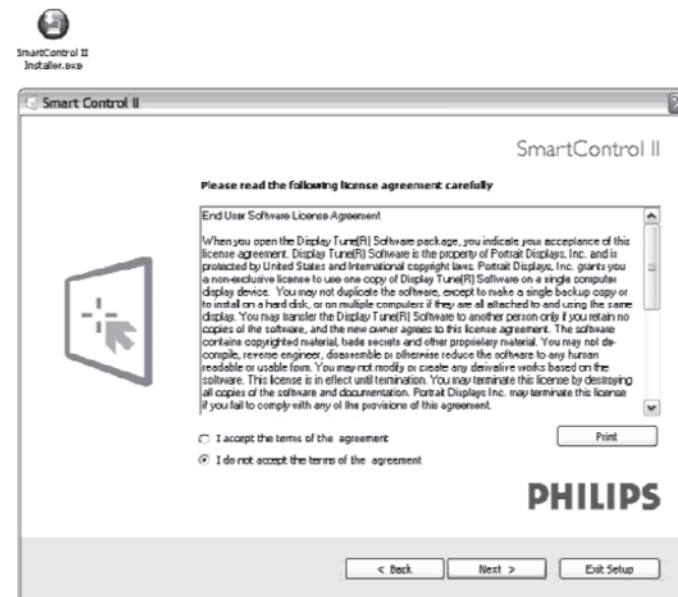 SmartControl II
Installer.exe
Smart Control II
SmartControl II
Please read the following license agreement carefully
End User Software License Agreement
When you open the Display Tune(R) Software package, you indicate your acceptance of this
license agreement. Display Tune(R) Software is the property of Portrait Displays, Inc. and is
protected by United States and International copyright laws. Portrait Displays, Inc. grants you
a non-exclusive license to use one copy of Display Tune(R) Software on a single computer
display device. You may not duplicate the software, except to make a single backup copy or
to install on a hard disk, or on multiple computers if they are all attached to and using the same
display. You may transfer the Display Tune(R) Software to another person only if you retain no
copies of the software, and the new owner agrees to this license agreement. The software
contains copyrighted material, trade secrets and other proprietary material. You may not de-
compile, reverse engineer, disassemble or otherwise reduce the software to any human
readable or usable form. You may not modify or create any derivative works based on the
software. This license is in effect until termination. You may terminate this license by destroying
all copies of the software and documentation. Portrait Displays Inc. may terminate this license
if you fail to comply with any of the provisions of this agreement.
I accept the terms of the agreement
Print
I do not accept the terms of the agreement
PHILIPS
< Back
Next >
Exit Setup